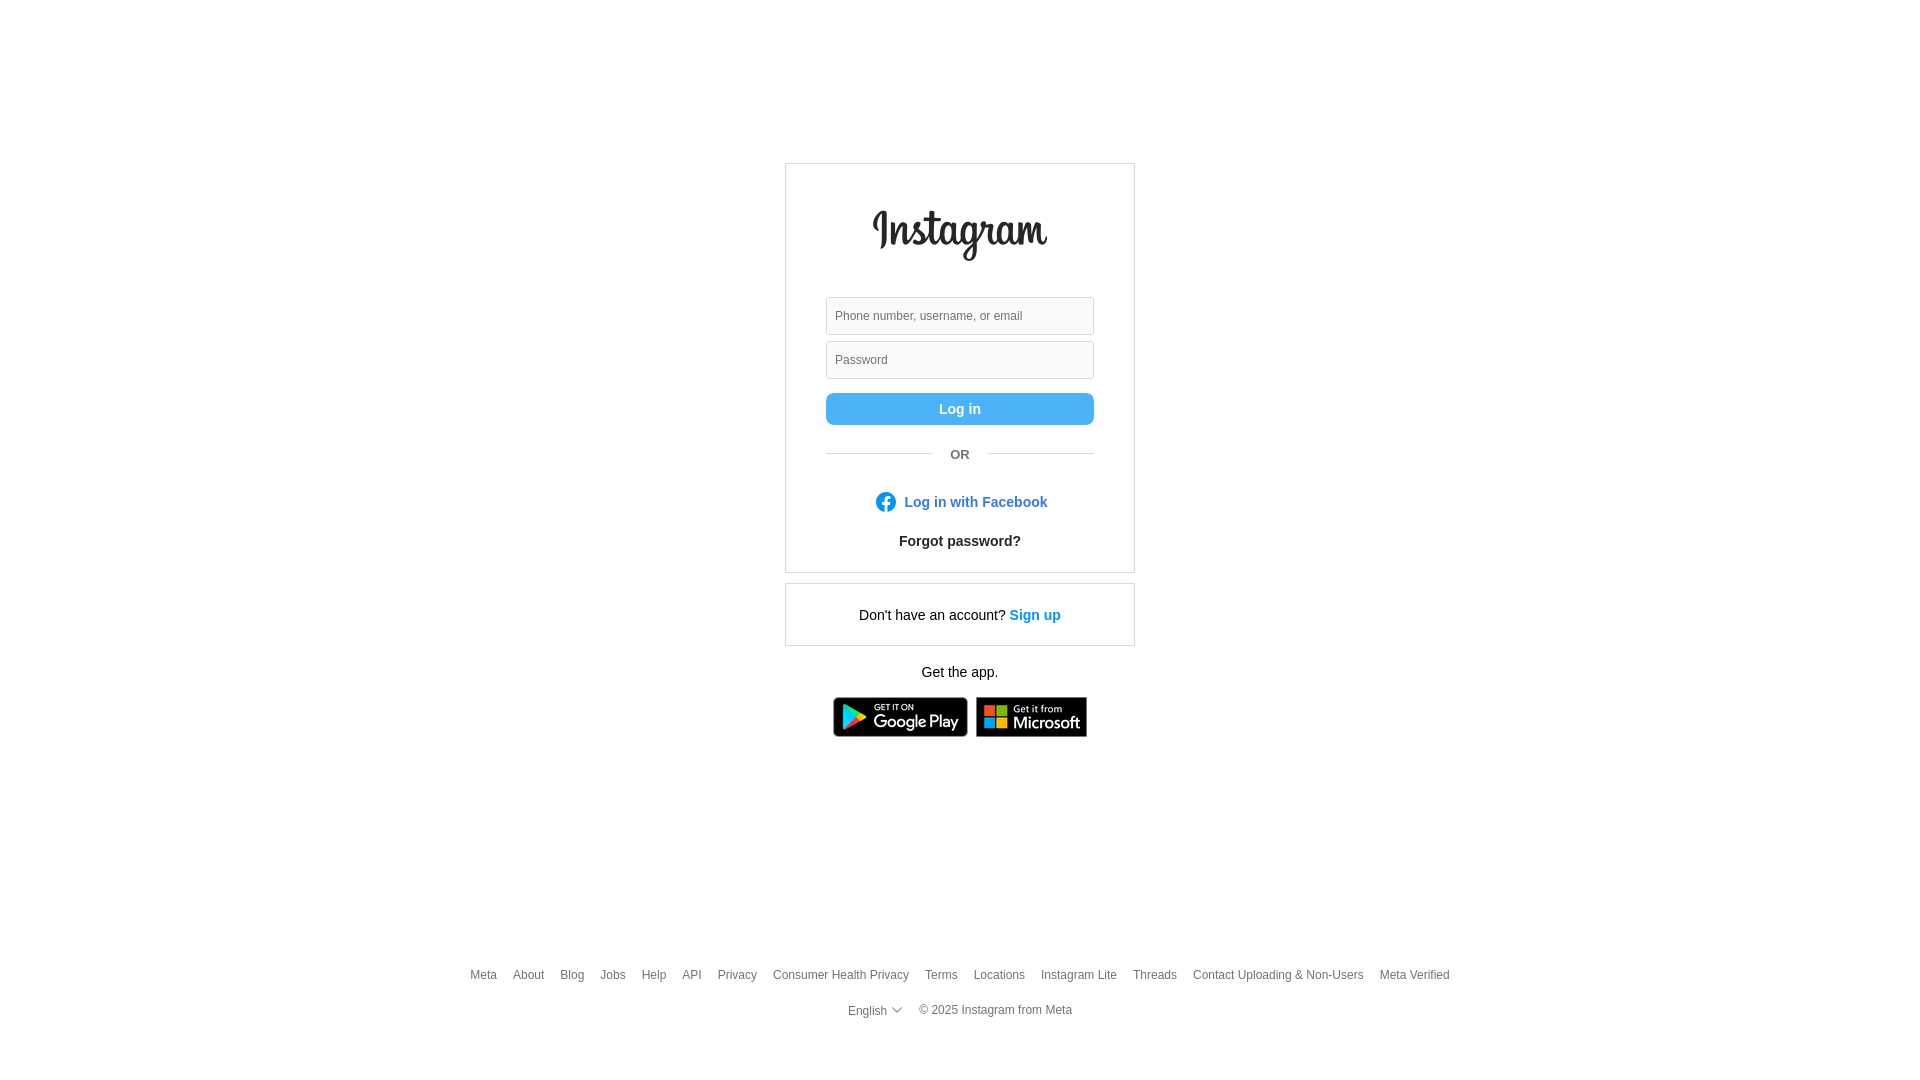 Instagram
Phone number, username, or email
Password
Log in
OR
Log in with Facebook
Forgot password?
Don't have an account? Sign up
Get the app.
GET IT ON
Google Play
Get it from
Microsoft
Meta About Blog Jobs Help API Privacy Consumer Health Privacy Terms Locations Instagram Lite Threads Contact Uploading & Non-Users Meta Verified
English © 2025 Instagram from Meta